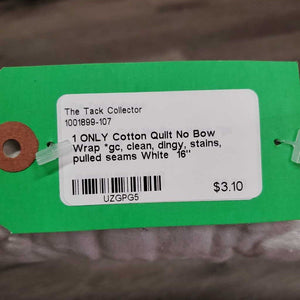 The Tack Collector
1001899-107
1 ONLY Cotton Quilt No Bow
Wrap *gc, clean, dingy, stains,
pulled seams White 16"
UZGPG5
$3.10